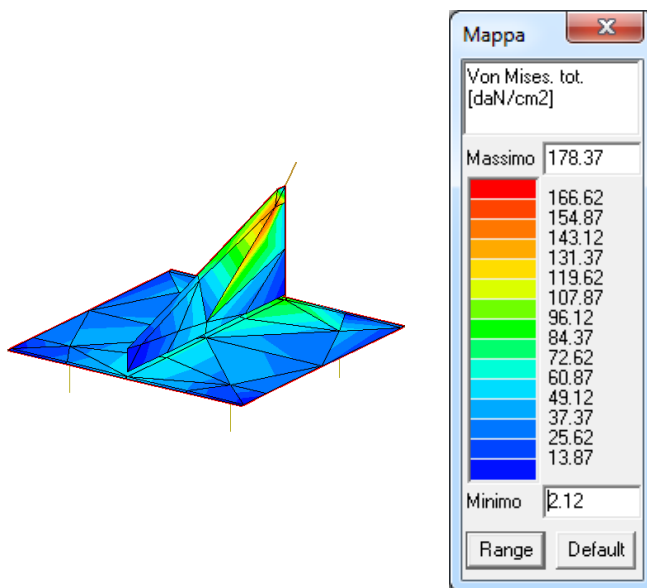 Mappa
Von Mises. tot.
[daN/cm2]
Massimo 178.37
166.62
154.87
143.12
131.37
119.62
107.87
96.12
84.37
72.62
60.87
49.12
37.37
25.62
13.87
Minimo 2.12
Range Default